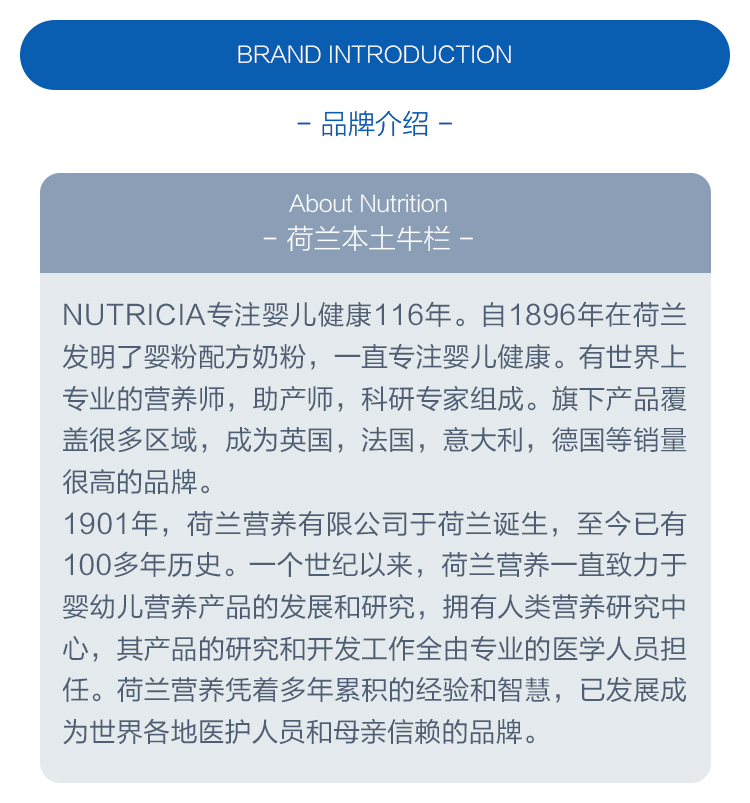 BRAND INTRODUCTION
- 品牌介绍 -
About Nutrition
- 荷兰本土牛栏 -
NUTRICIA专注婴儿健康116年。自1896年在荷兰
发明了婴粉配方奶粉，一直专注婴儿健康。有世界上
专业的营养师，助产师，科研专家组成。旗下产品覆
盖很多区域，成为英国，法国，意大利，德国等销量
很高的品牌。
1901年，荷兰营养有限公司于荷兰诞生，至今已有
100多年历史。一个世纪以来，荷兰营养一直致力于
婴幼儿营养产品的发展和研究，拥有人类营养研究中
心，其产品的研究和开发工作全由专业的医学人员担
任。荷兰营养凭着多年累积的经验和智慧，已发展成
为世界各地医护人员和母亲信赖的品牌。